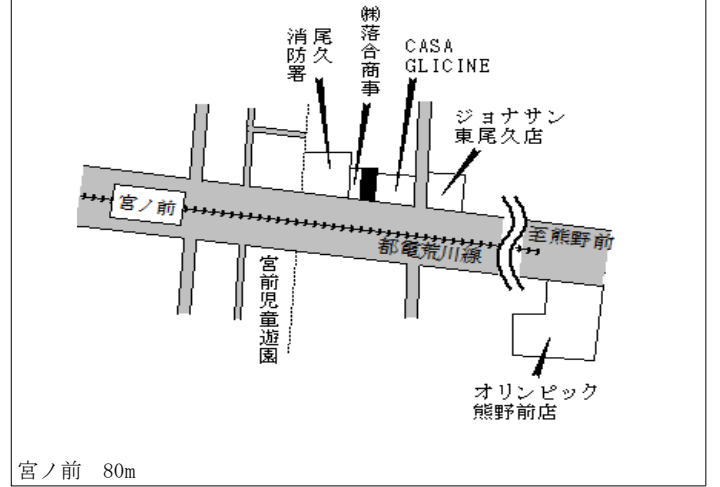 尾久
消防署
㈱落合商事
CASA
GLICINE
ジョナサン
東尾久店
宮ノ前
都電荒川線
至熊野前
宮前児童遊園
オリンピック
熊野前店
宮ノ前　80m